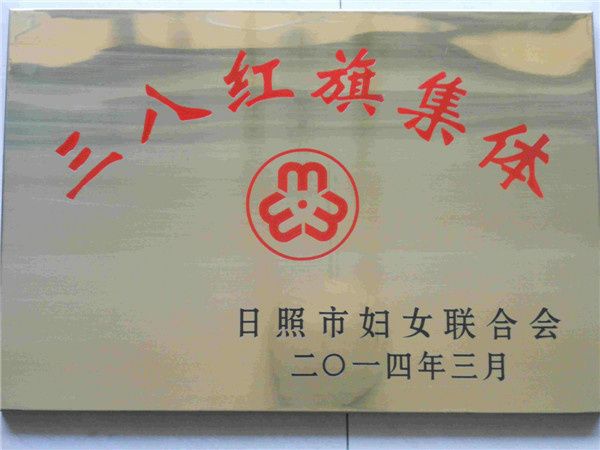 三八红旗集体
日照市妇女联合会
二〇一四年三月